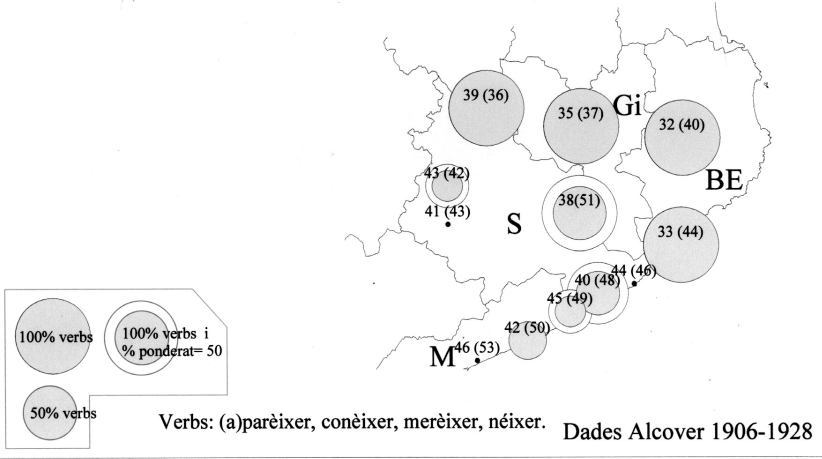 39 (36)
35 (37)
Gi
32 (40)
43 (42)
BE
41 (43)
38(51)
S
33 (44)
44 (46)
40 (48)
45 (49)
42 (50)
46 (53)
M
100% verbs
100% verbs i
% ponderat= 50
50% verbs
Verbs: (a)parèixer, conèixer, merèixer, néixer.
Dades Alcover 1906-1928